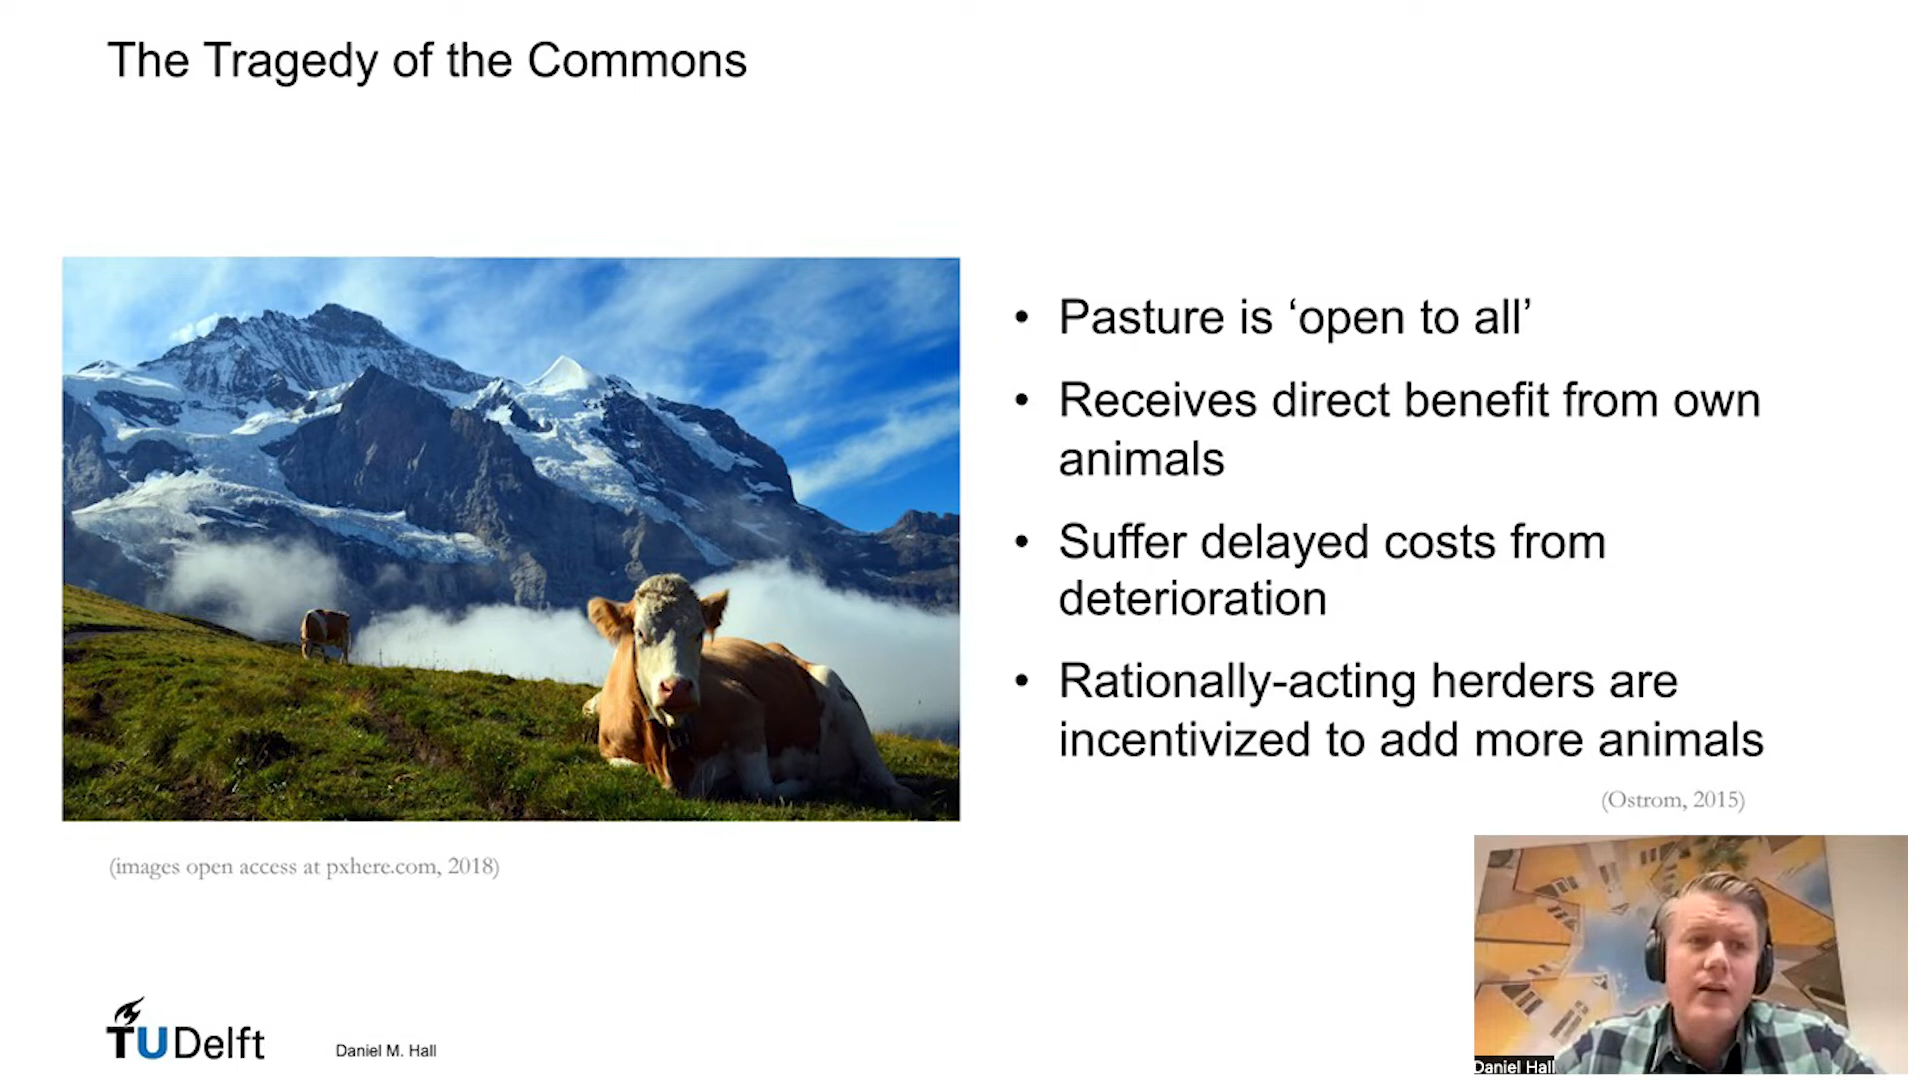 The Tragedy of the Commons
• Pasture is ‘open to all’
• Receives direct benefit from own
animals
• Suffer delayed costs from
deterioration
• Rationally-acting herders are
incentivized to add more animals
(Ostrom, 2015)
(images open access at pxhere.com, 2018)
TU Delft
Daniel M. Hall
Daniel Hall